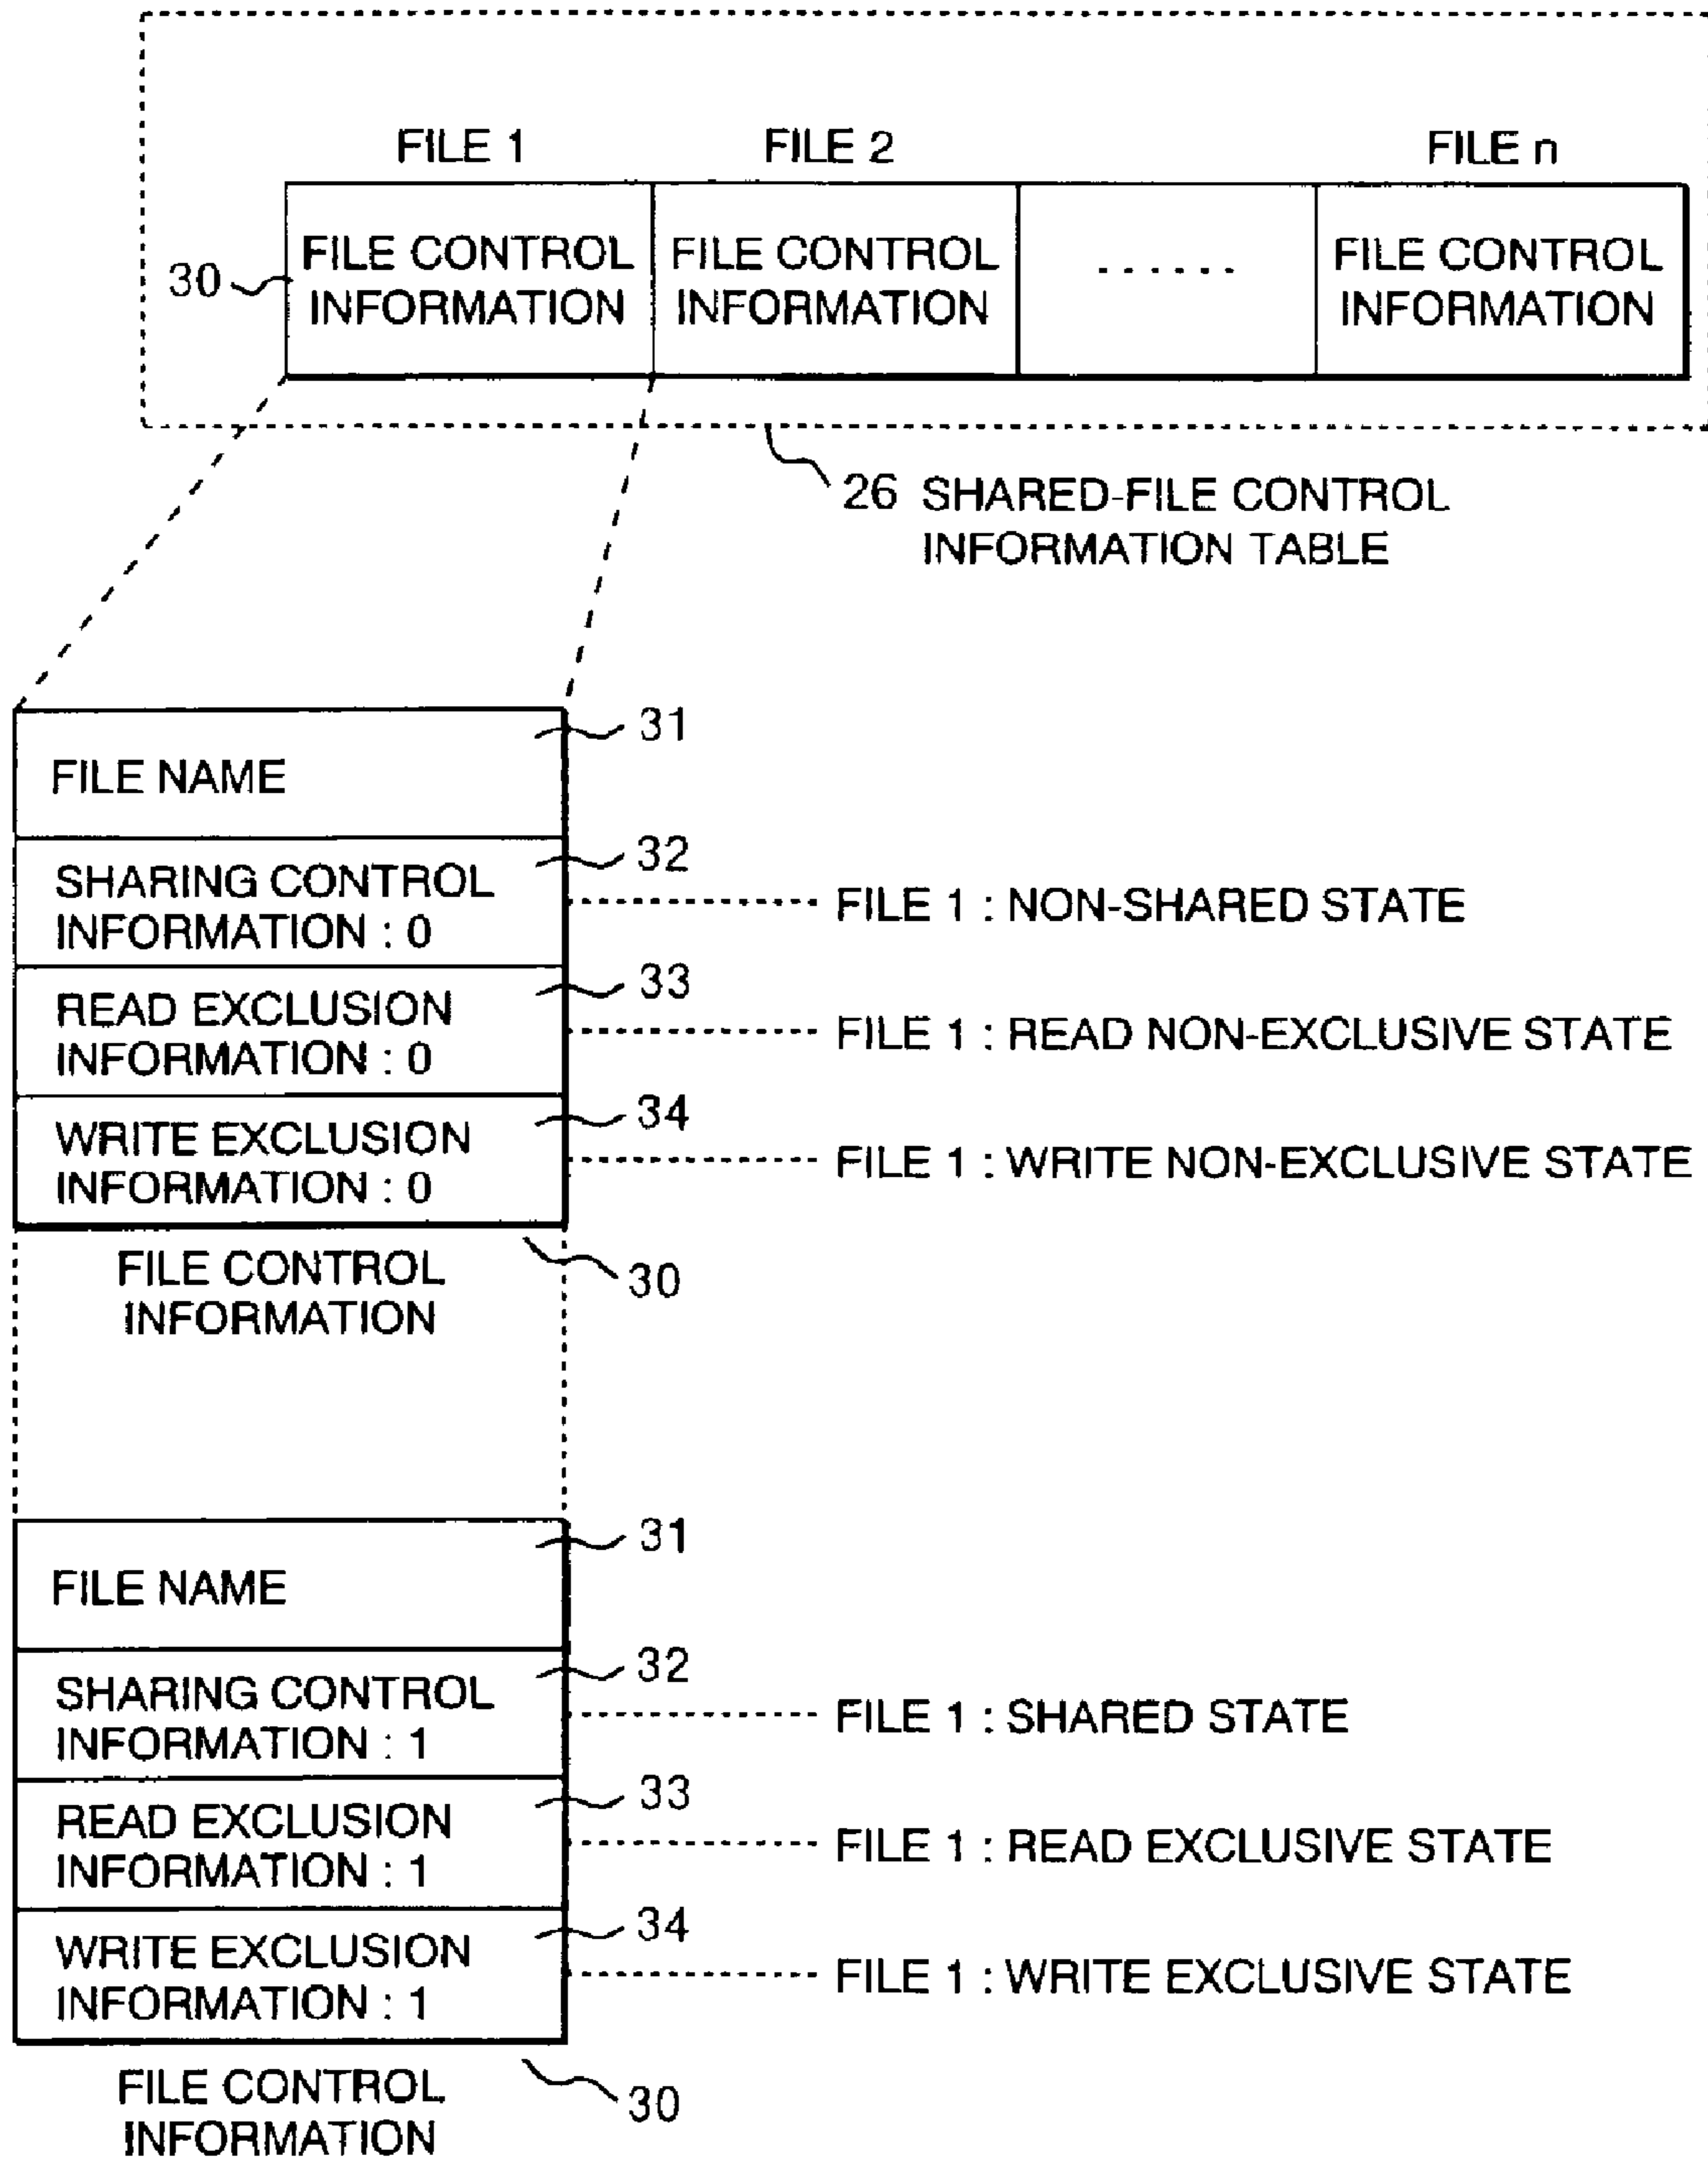 FILE 1 FILE 2 FILE n
30 FILE CONTROL FILE CONTROL ....... FILE CONTROL
INFORMATION INFORMATION INFORMATION
26 SHARED-FILE CONTROL
INFORMATION TABLE
31
FILE NAME
32
SHARING CONTROL
INFORMATION : 0
FILE 1 : NON-SHARED STATE
33
READ EXCLUSION
INFORMATION : 0
FILE 1 : READ NON-EXCLUSIVE STATE
34
WRITE EXCLUSION
INFORMATION : 0
FILE 1 : WRITE NON-EXCLUSIVE STATE
FILE CONTROL
INFORMATION
30
31
FILE NAME
32
SHARING CONTROL
INFORMATION : 1
FILE 1 : SHARED STATE
33
READ EXCLUSION
INFORMATION : 1
FILE 1 : READ EXCLUSIVE STATE
34
WRITE EXCLUSION
INFORMATION : 1
FILE 1 : WRITE EXCLUSIVE STATE
FILE CONTROL
INFORMATION
30